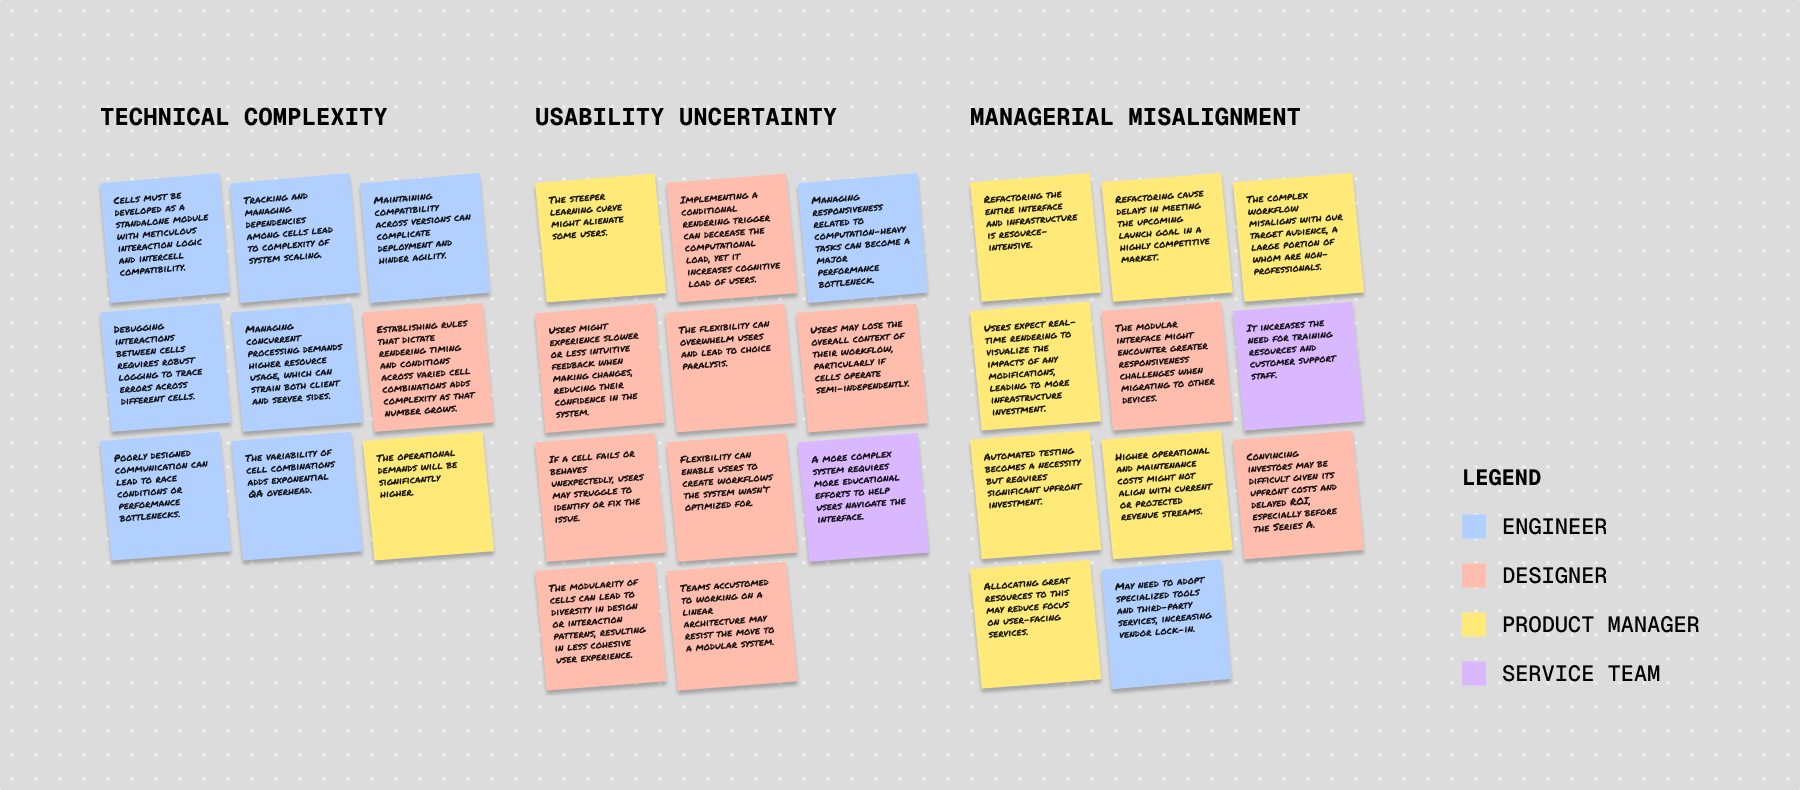 TECHNICAL COMPLEXITY
CELLS MUST BE
DEVELOPED AS A
STANDALONE MODULE
WITH METICULOUS
INTERACTION LOGIC
AND INTERCELL
COMPATIBILITY.
TRACKING AND
MANAGING
DEPENDENCIES
AMONG CELLS LEAD
TO COMPLEXITY OF
SYSTEM SCALING.
MAINTAINING
COMPATIBILITY
ACROSS VERSIONS CAN
COMPLICATE
DEPLOYMENT AND
HINDER AGILITY.
DEBUGGING
INTERACTIONS
BETWEEN CELLS
REQUIRES ROBUST
LOGGING TO TRACE
ERRORS ACROSS
DIFFERENT CELLS.
MANAGING
CONCURRENT
PROCESSING DEMANDS
HIGHER RESOURCE
USAGE, WHICH CAN
STRAIN BOTH CLIENT
AND SERVER SIDES.
ESTABLISHING RULES
THAT DICTATE
RENDERING TIMING
AND CONDITIONS
ACROSS VARIED CELL
COMBINATIONS ADDS
COMPLEXITY AS THAT
NUMBER GROWS.
POORLY DESIGNED
COMMUNICATION CAN
LEAD TO RACE
CONDITIONS OR
PERFORMANCE
BOTTLENECKS.
THE VARIABILITY OF
CELL COMBINATIONS
ADDS EXPONENTIAL
QA OVERHEAD.
THE OPERATIONAL
DEMANDS WILL BE
SIGNIFICANTLY
HIGHER.
USABILITY UNCERTAINTY
THE STEEPER
LEARNING CURVE
MIGHT ALIENATE
SOME USERS.
IMPLEMENTING A
CONDITIONAL
RENDERING TRIGGER
CAN DECREASE THE
COMPUTATIONAL
LOAD, YET IT
INCREASES COGNITIVE
LOAD OF USERS.
MANAGING
RESPONSIVENESS
RELATED TO
COMPUTATION-HEAVY
TASKS CAN BECOME A
MAJOR
PERFORMANCE
BOTTLENECK.
USERS MIGHT
EXPERIENCE SLOWER
OR LESS INTUITIVE
FEEDBACK WHEN
MAKING CHANGES,
REDUCING THEIR
CONFIDENCE IN THE
SYSTEM.
THE FLEXIBILITY CAN
OVERWHELM USERS
AND LEAD TO CHOICE
PARALYSIS.
USERS MAY LOSE THE
OVERALL CONTEXT OF
THEIR WORKFLOW,
PARTICULARLY IF
CELLS OPERATE
SEMI-INDEPENDENTLY.
IF A CELL FAILS OR
BEHAVES
UNEXPECTEDLY, USERS
MAY STRUGGLE TO
IDENTIFY OR FIX THE
ISSUE.
FLEXIBILITY CAN
ENABLE USERS TO
CREATE WORKFLOWS
THE SYSTEM WASN'T
OPTIMIZED FOR.
A MORE COMPLEX
SYSTEM REQUIRES
MORE EDUCATIONAL
EFFORTS TO HELP
USERS NAVIGATE THE
INTERFACE.
THE MODULARITY OF
CELLS CAN LEAD TO
DIVERSITY IN DESIGN
OR INTERACTION
PATTERNS, RESULTING
IN LESS COHESIVE
USER EXPERIENCE.
TEAMS ACCUSTOMED
TO WORKING ON A
LINEAR
ARCHITECTURE MAY
RESIST THE MOVE TO
A MODULAR SYSTEM.
MANAGERIAL MISALIGNMENT
REFACTORING THE
ENTIRE INTERFACE
AND INFRASTRUCTURE
IS RESOURCE-
INTENSIVE.
REFACTORING CAUSE
DELAYS IN MEETING
THE UPCOMING
LAUNCH GOAL IN A
HIGHLY COMPETITIVE
MARKET.
THE COMPLEX
WORKFLOW
MISALIGNS WITH OUR
TARGET AUDIENCE, A
LARGE PORTION OF
WHOM ARE NON-
PROFESSIONALS.
USERS EXPECT REAL-
TIME RENDERING TO
VISUALIZE THE
IMPACTS OF ANY
MODIFICATIONS,
LEADING TO MORE
INFRASTRUCTURE
INVESTMENT.
THE MODULAR
INTERFACE MIGHT
ENCOUNTER GREATER
RESPONSIVENESS
CHALLENGES WHEN
MIGRATING TO OTHER
DEVICES.
IT INCREASES THE
NEED FOR TRAINING
RESOURCES AND
CUSTOMER SUPPORT
STAFF.
AUTOMATED TESTING
BECOMES A NECESSITY
BUT REQUIRES
SIGNIFICANT UPFRONT
INVESTMENT.
HIGHER OPERATIONAL
AND MAINTENANCE
COSTS MIGHT NOT
ALIGN WITH CURRENT
OR PROJECTED
REVENUE STREAMS.
CONVINCING
INVESTORS MAY BE
DIFFICULT GIVEN ITS
UPFRONT COSTS AND
DELAYED ROI,
ESPECIALLY BEFORE
THE SERIES A.
ALLOCATING GREAT
RESOURCES TO THIS
MAY REDUCE FOCUS
ON USER-FACING
SERVICES.
MAY NEED TO ADOPT
SPECIALIZED TOOLS
AND THIRD-PARTY
SERVICES, INCREASING
VENDOR LOCK-IN.
LEGEND
ENGINEER
DESIGNER
PRODUCT MANAGER
SERVICE TEAM